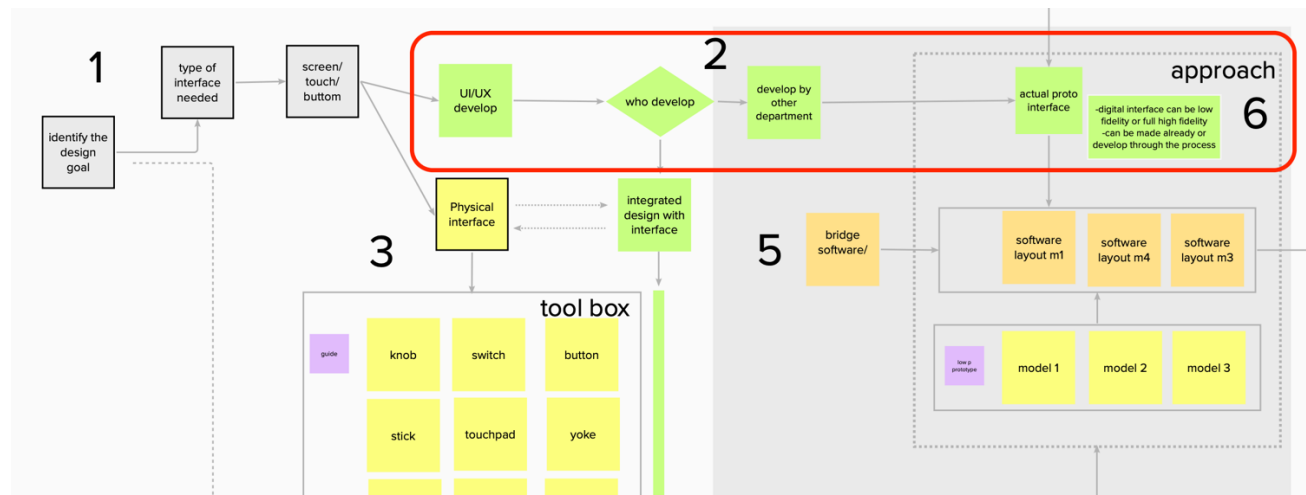 1
type of
interface
needed
screen/
touch/
buttom
identify the
design
goal
2
UI/UX
develop
who develop
develop by
other
department
actual proto
interface
approach
-digital interface can be low
fidelity or full high fidelity
-can be made already or
develop through the process
6
3
Physical
interface
integrated
design with
interface
5
bridge
software/
software
layout m1
software
layout m4
software
layout m3
tool box
guide
knob
switch
button
stick
touchpad
yoke
low p
prototype
model 1
model 2
model 3